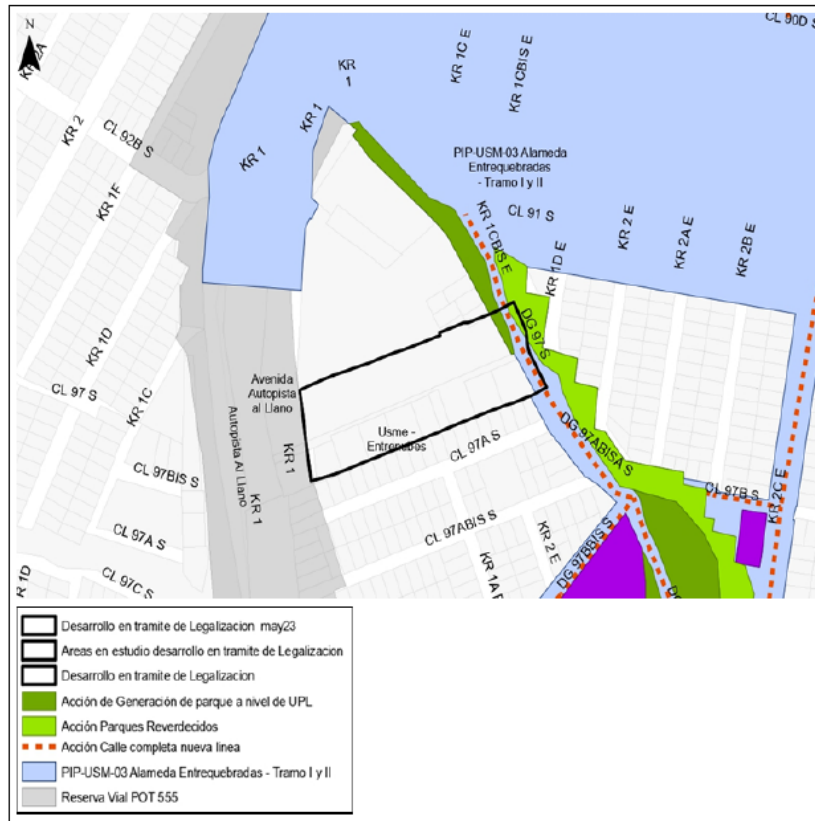 N
KR 2A
KR 2
CL 92B S
KR 1F
KR 1
KR 1
KR
1
KR 1C E
KR 1CBIS E
CL 90D S
PIP-USM-03 Alameda
Entrequebradas
- Tramo I y II
CL 91 S
KR 1CBIS E
KR 1D E
KR 2 E
KR 2A E
KR 2B E
DG 97 S
KR 1D
CL 97 S
KR 1C
Avenida
Autopista
al Llano
Autopista Al Llano
KR 1
KR 1
Usme -
Entrenubes
CL 97A S
DG 97ABISA S
CL 97B S
KR 2C E
CL 97BIS S
CL 97A S
CL 97C S
KR 1D
CL 97ABIS S
KR 2 E
KR 1A E
DG 97BBIS S
Desarrollo en tramite de Legalizacion may23
Areas en estudio desarrollo en tramite de Legalizacion
Desarrollo en tramite de Legalizacion
Acción de Generación de parque a nivel de UPL
Acción Parques Reverdecidos
Acción Calle completa nueva linea
PIP-USM-03 Alameda Entrequebradas - Tramo I y II
Reserva Vial POT 555